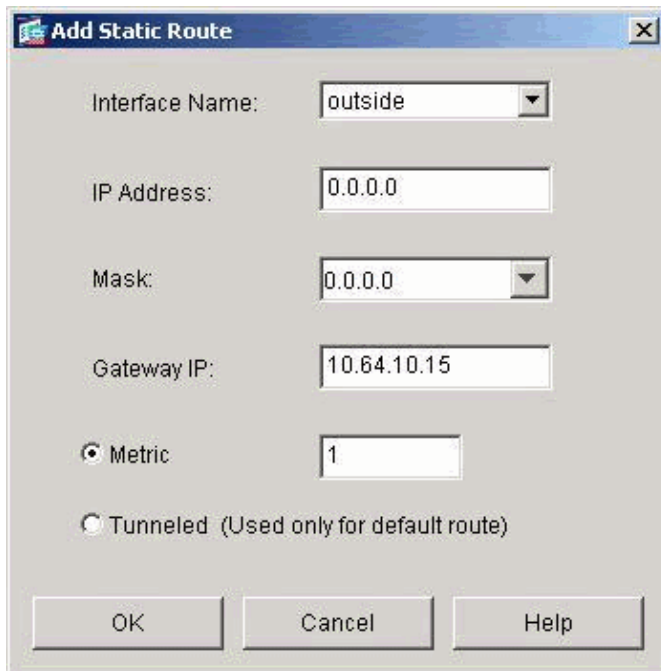 Add Static Route
Interface Name: outside
IP Address: 0.0.0.0
Mask: 0.0.0.0
Gateway IP: 10.64.10.15
Metric 1
Tunneled (Used only for default route)
OK Cancel Help